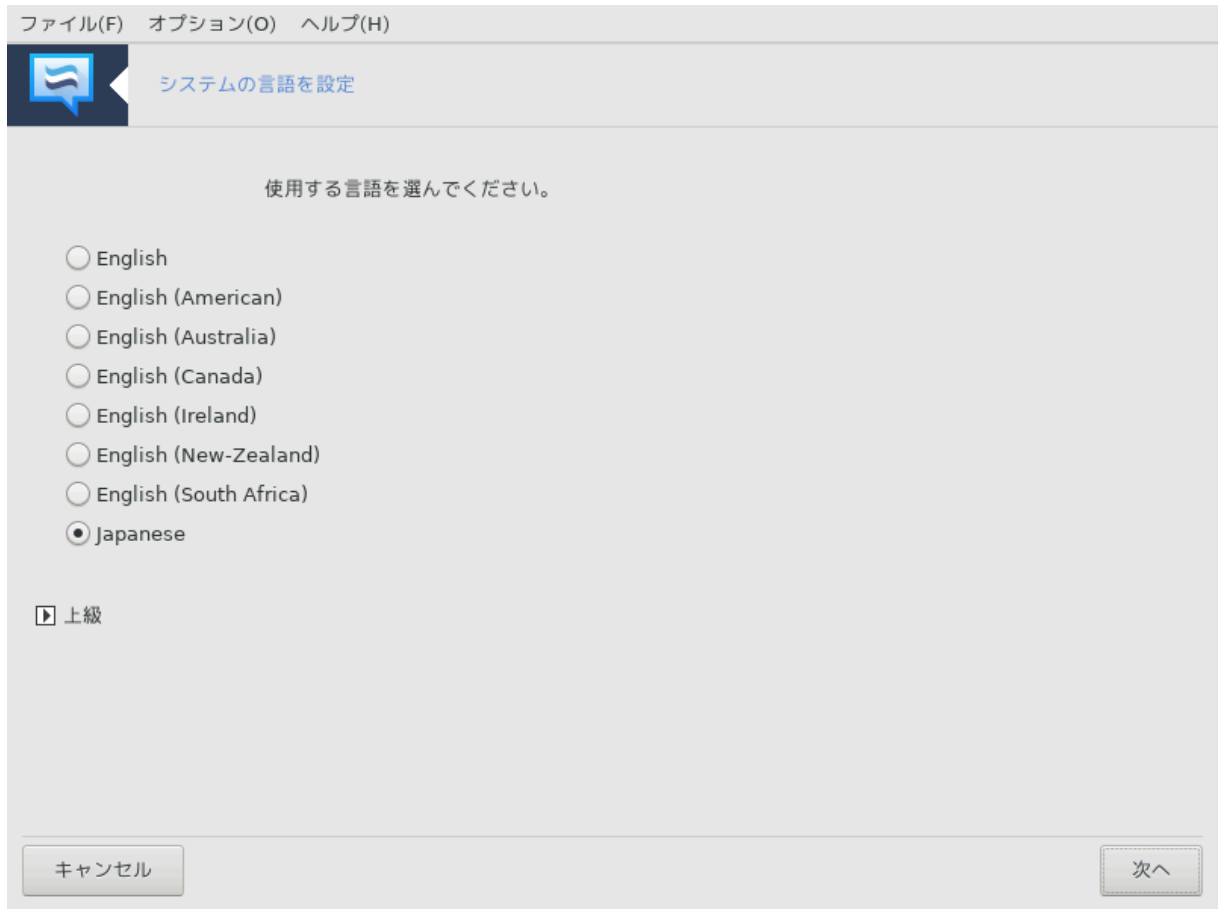 ファイル(F) オプション(O) ヘルプ(H)
システムの言語を設定
使用する言語を選んでください。
English
English (American)
English (Australia)
English (Canada)
English (Ireland)
English (New-Zealand)
English (South Africa)
Japanese
上級
キャンセル 次へ